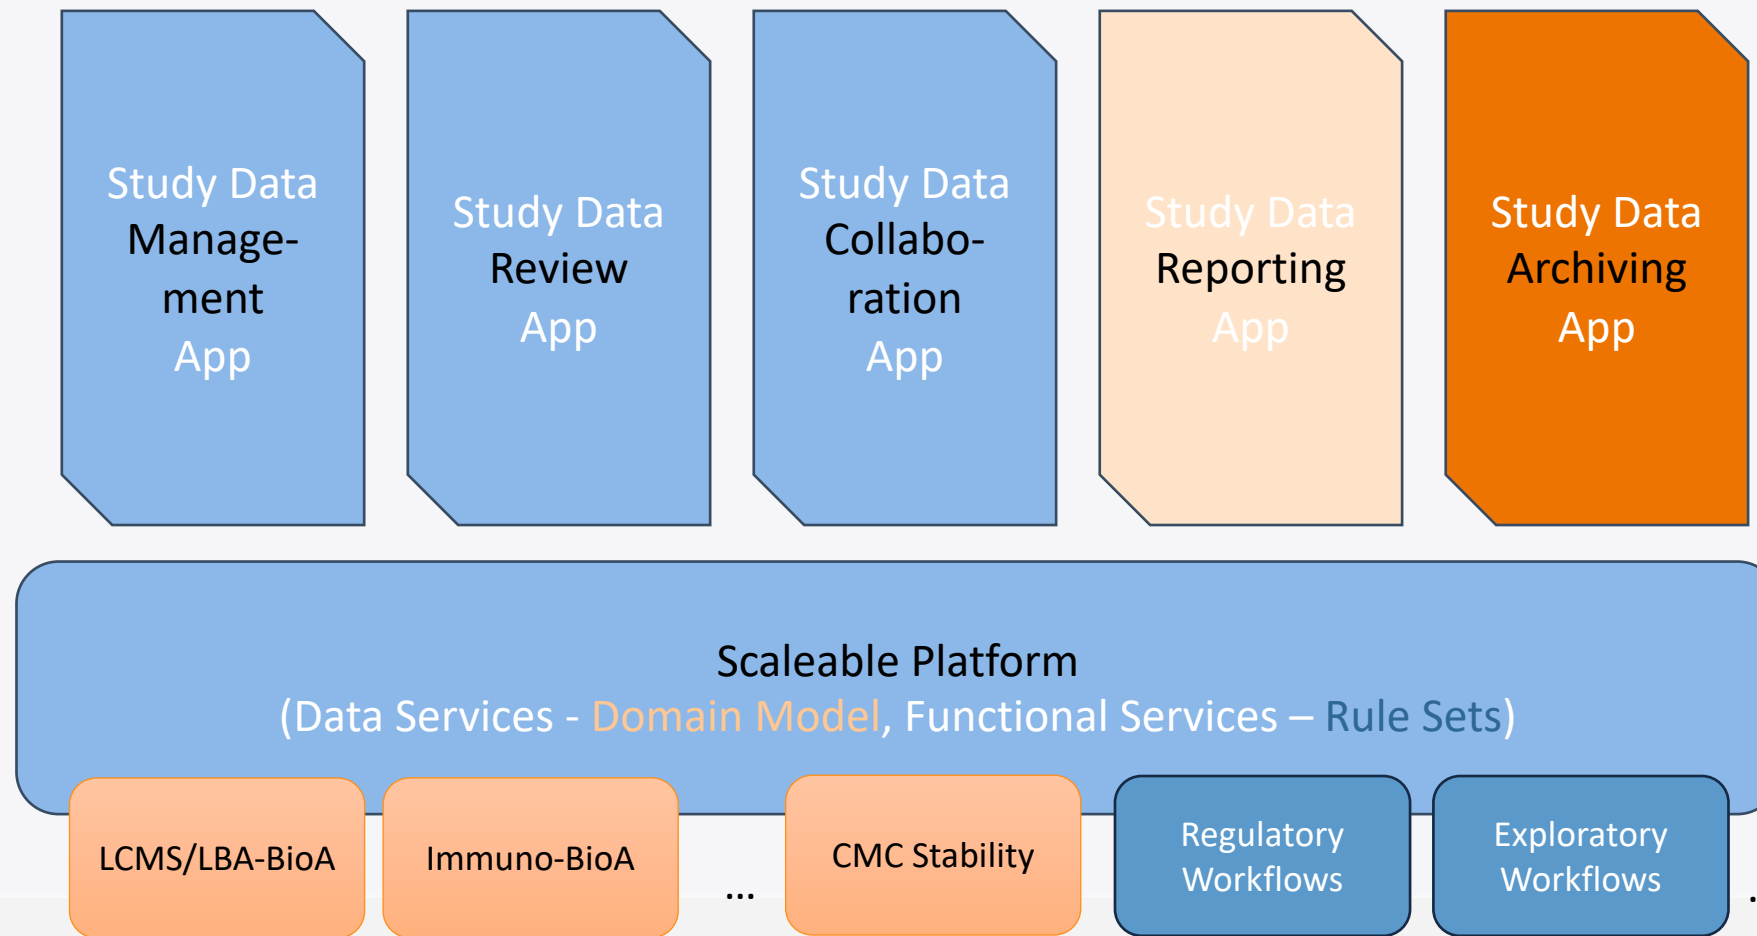 Study Data
Manage-
ment
App
Study Data
Review
App
Study Data
Collabo-
ration
App
Study Data
Reporting
App
Study Data
Archiving
App
Scaleable Platform
(Data Services - Domain Model, Functional Services – Rule Sets)
LCMS/LBA-BioA
Immuno-BioA
...
CMC Stability
Regulatory
Workflows
Exploratory
Workflows
.